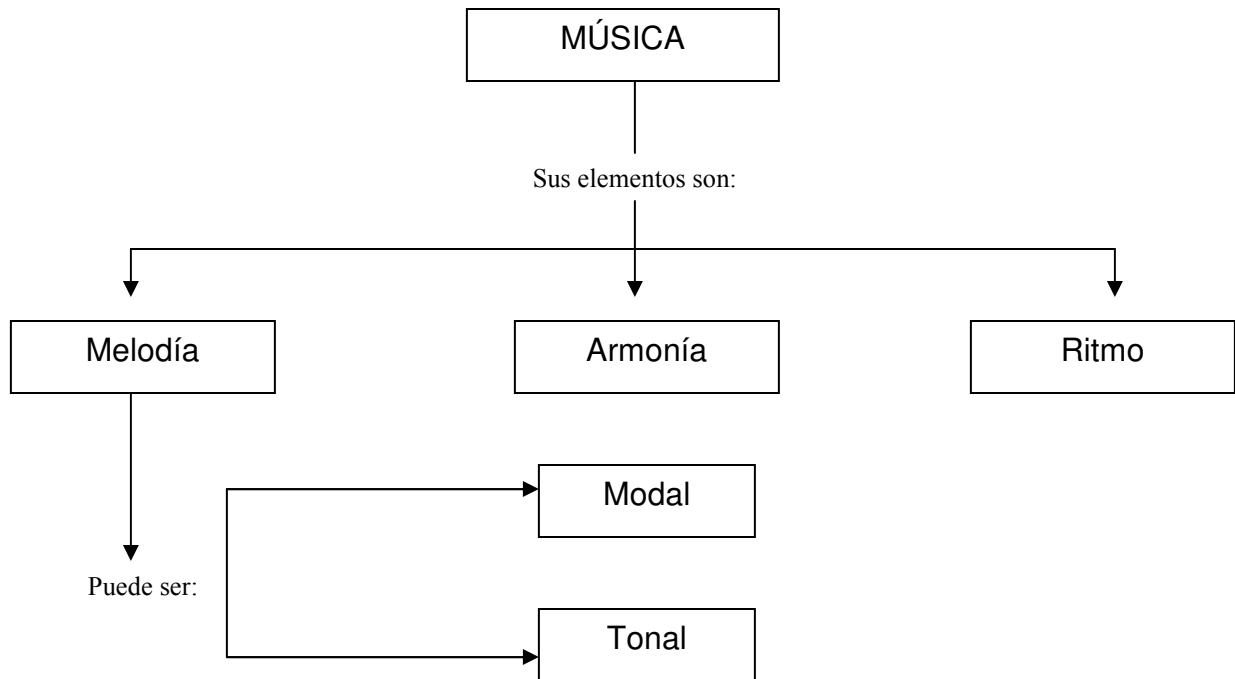 MÚSICA
Sus elementos son:
Melodía
Armonía
Ritmo
Modal
Puede ser:
Tonal